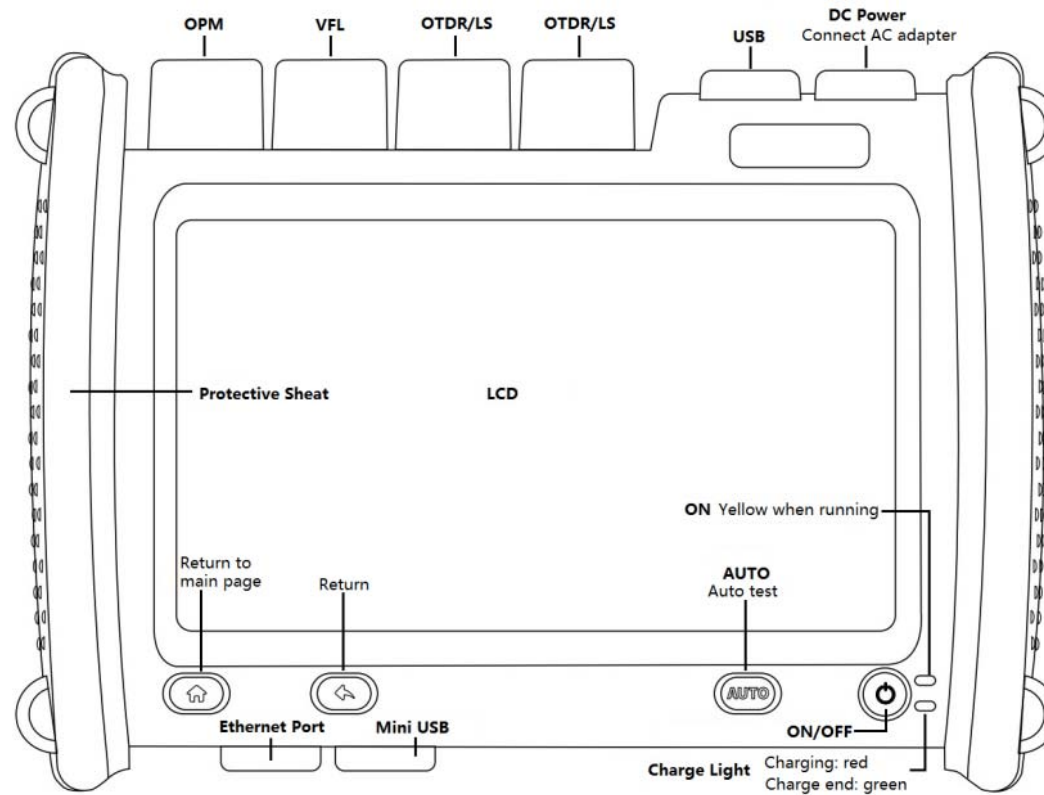 OPM
VFL
OTDR/LS
OTDR/LS
USB
DC Power
Connect AC adapter
Protective Sheat
LCD
ON Yellow when running
Return to
main page
Return
AUTO
Auto test
AUTO
Ethernet Port
Mini USB
ON/OFF
Charge Light
Charging: red
Charge end: green